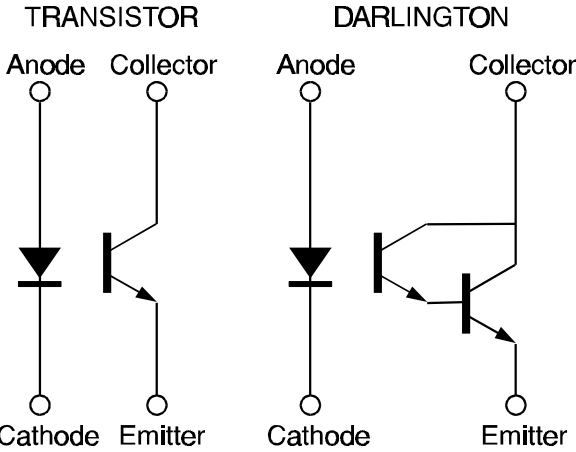 TRANSISTOR DARLINGTON
Anode Collector Anode Collector
Cathode Emitter Cathode Emitter